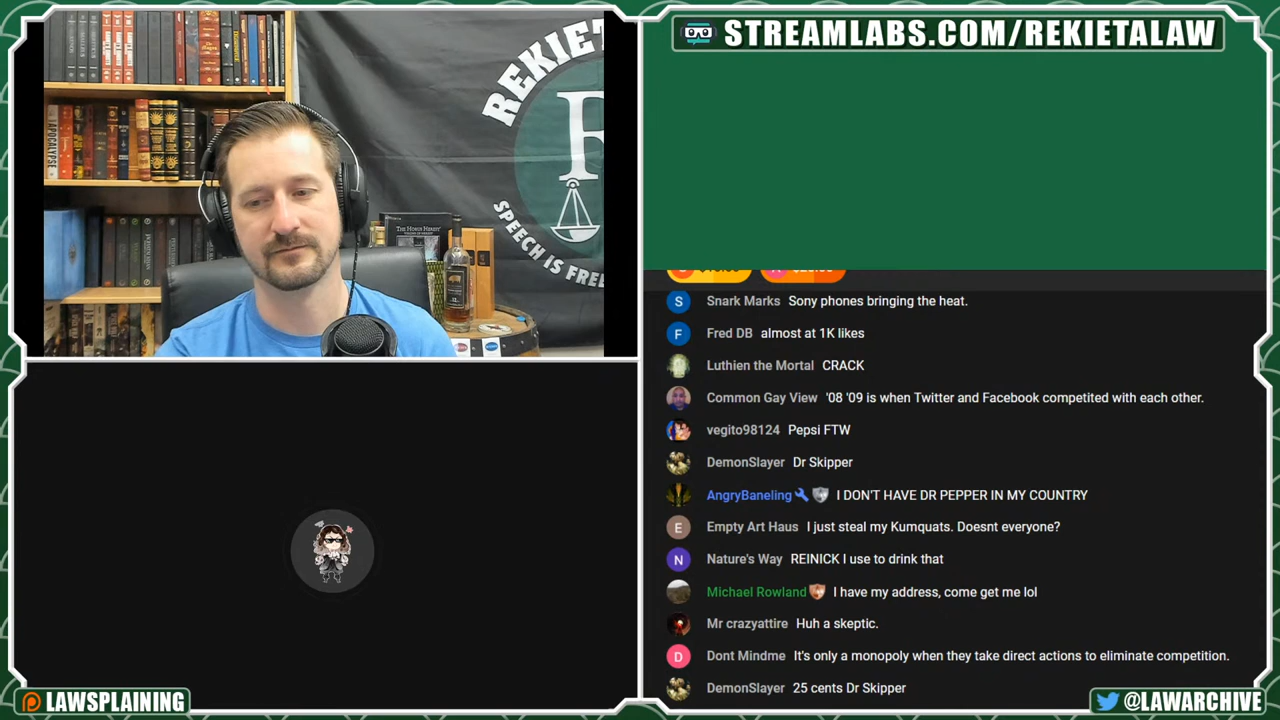 STREAMLABS.COM/REKIETALAW
REKIET
R
SPEECH IS FREE
APOCALYPSE
Snark Marks Sony phones bringing the heat.
Fred DB almost at 1K likes
Luthien the Mortal CRACK
Common Gay View '08 '09 is when Twitter and Facebook competited with each other.
vegito98124 Pepsi FTW
DemonSlayer Dr Skipper
AngryBaneling I DON'T HAVE DR PEPPER IN MY COUNTRY
E Empty Art Haus I just steal my Kumquats. Doesnt everyone?
N Nature's Way REINICK I use to drink that
Michael Rowland I have my address, come get me lol
Mr crazyattire Huh a skeptic.
D Dont Mindme It's only a monopoly when they take direct actions to eliminate competition.
DemonSlayer 25 cents Dr Skipper
LAWSPLAINING
@LAWARCHIVE